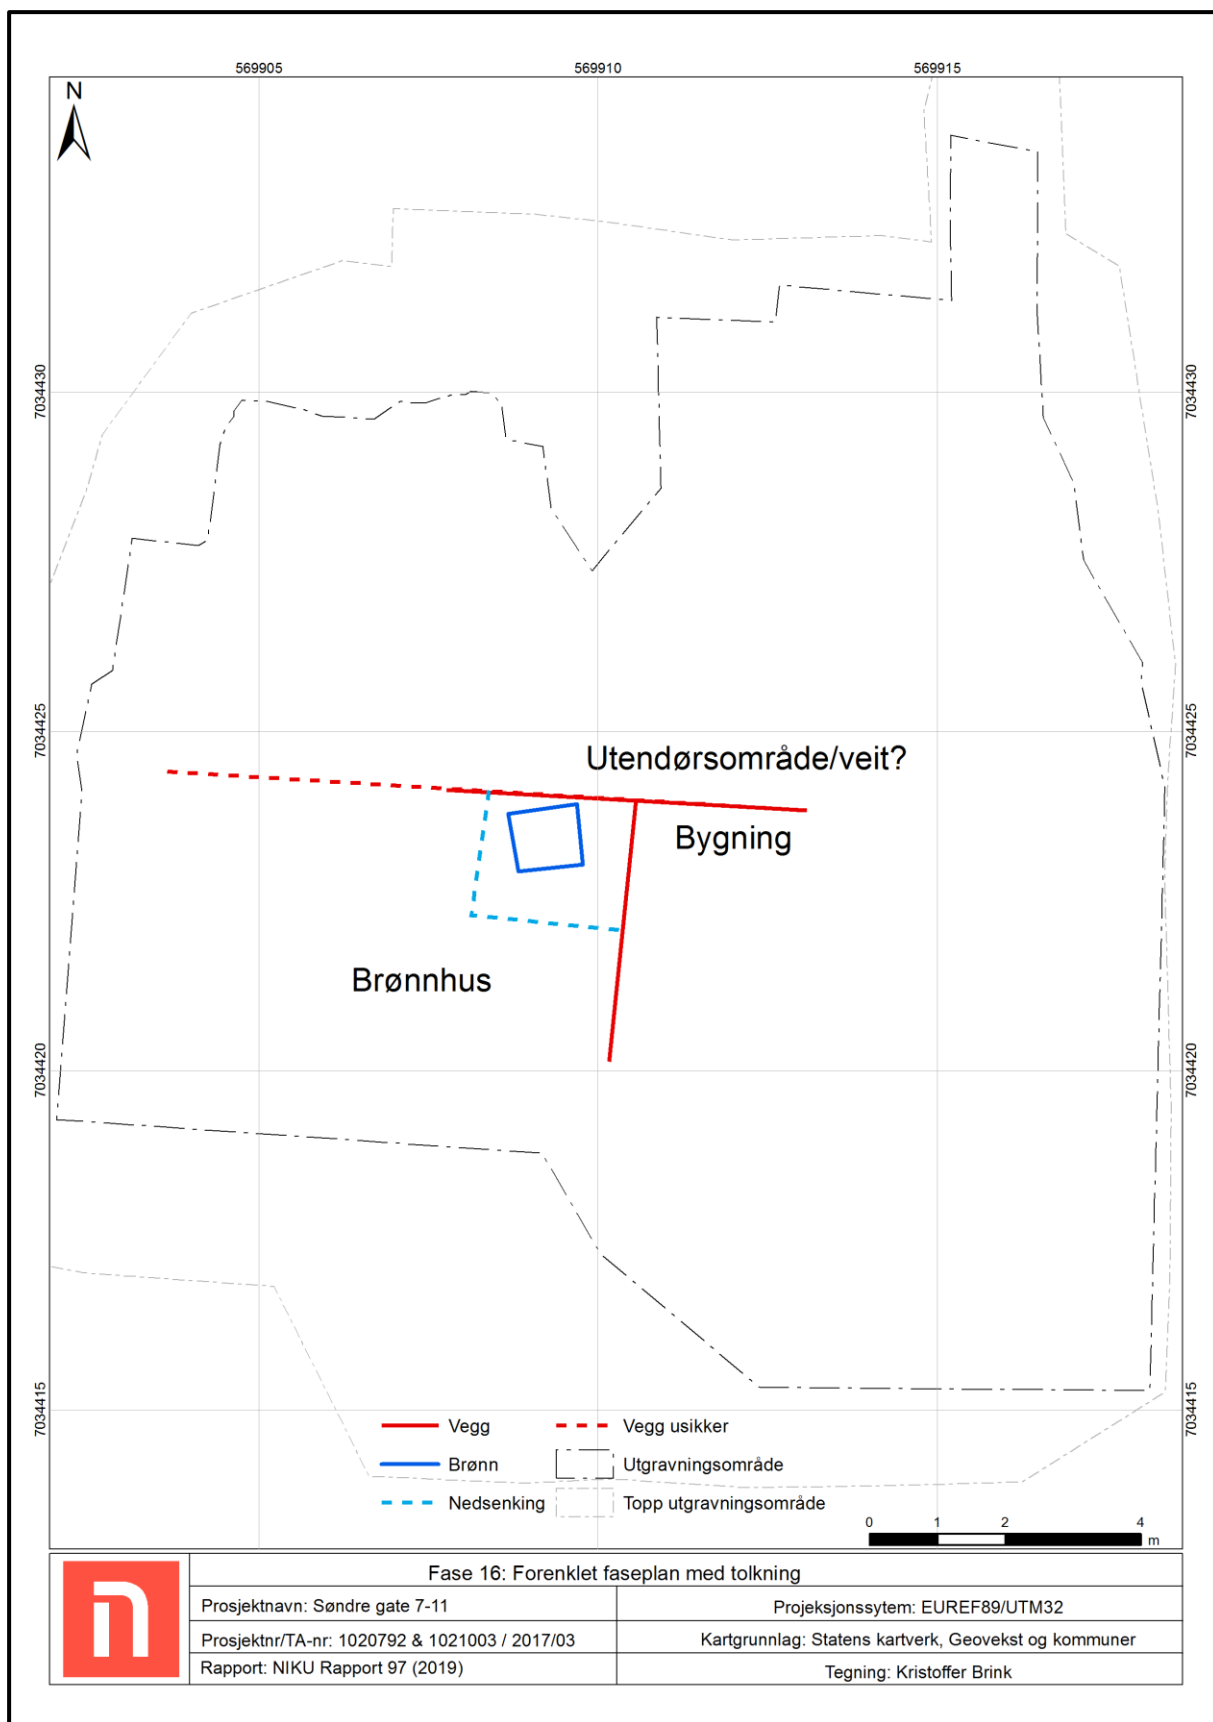 569905 569910 569915
N
7034430 7034430
7034425 7034425
Utendørsområde/veit?
Bygning
Brønnhus
7034420 7034420
7034415 7034415
Vegg Vegg usikker
Brønn Utgravningsområde
Nedsenking Topp utgravningsområde
0 1 2 4
m
Fase 16: Forenklet faseplan med tolkning
Prosjektnavn: Søndre gate 7-11 Projeksjonssytem: EUREF89/UTM32
Prosjektnr/TA-nr: 1020792 & 1021003 / 2017/03 Kartgrunnlag: Statens kartverk, Geovekst og kommuner
Rapport: NIKU Rapport 97 (2019) Tegning: Kristoffer Brink